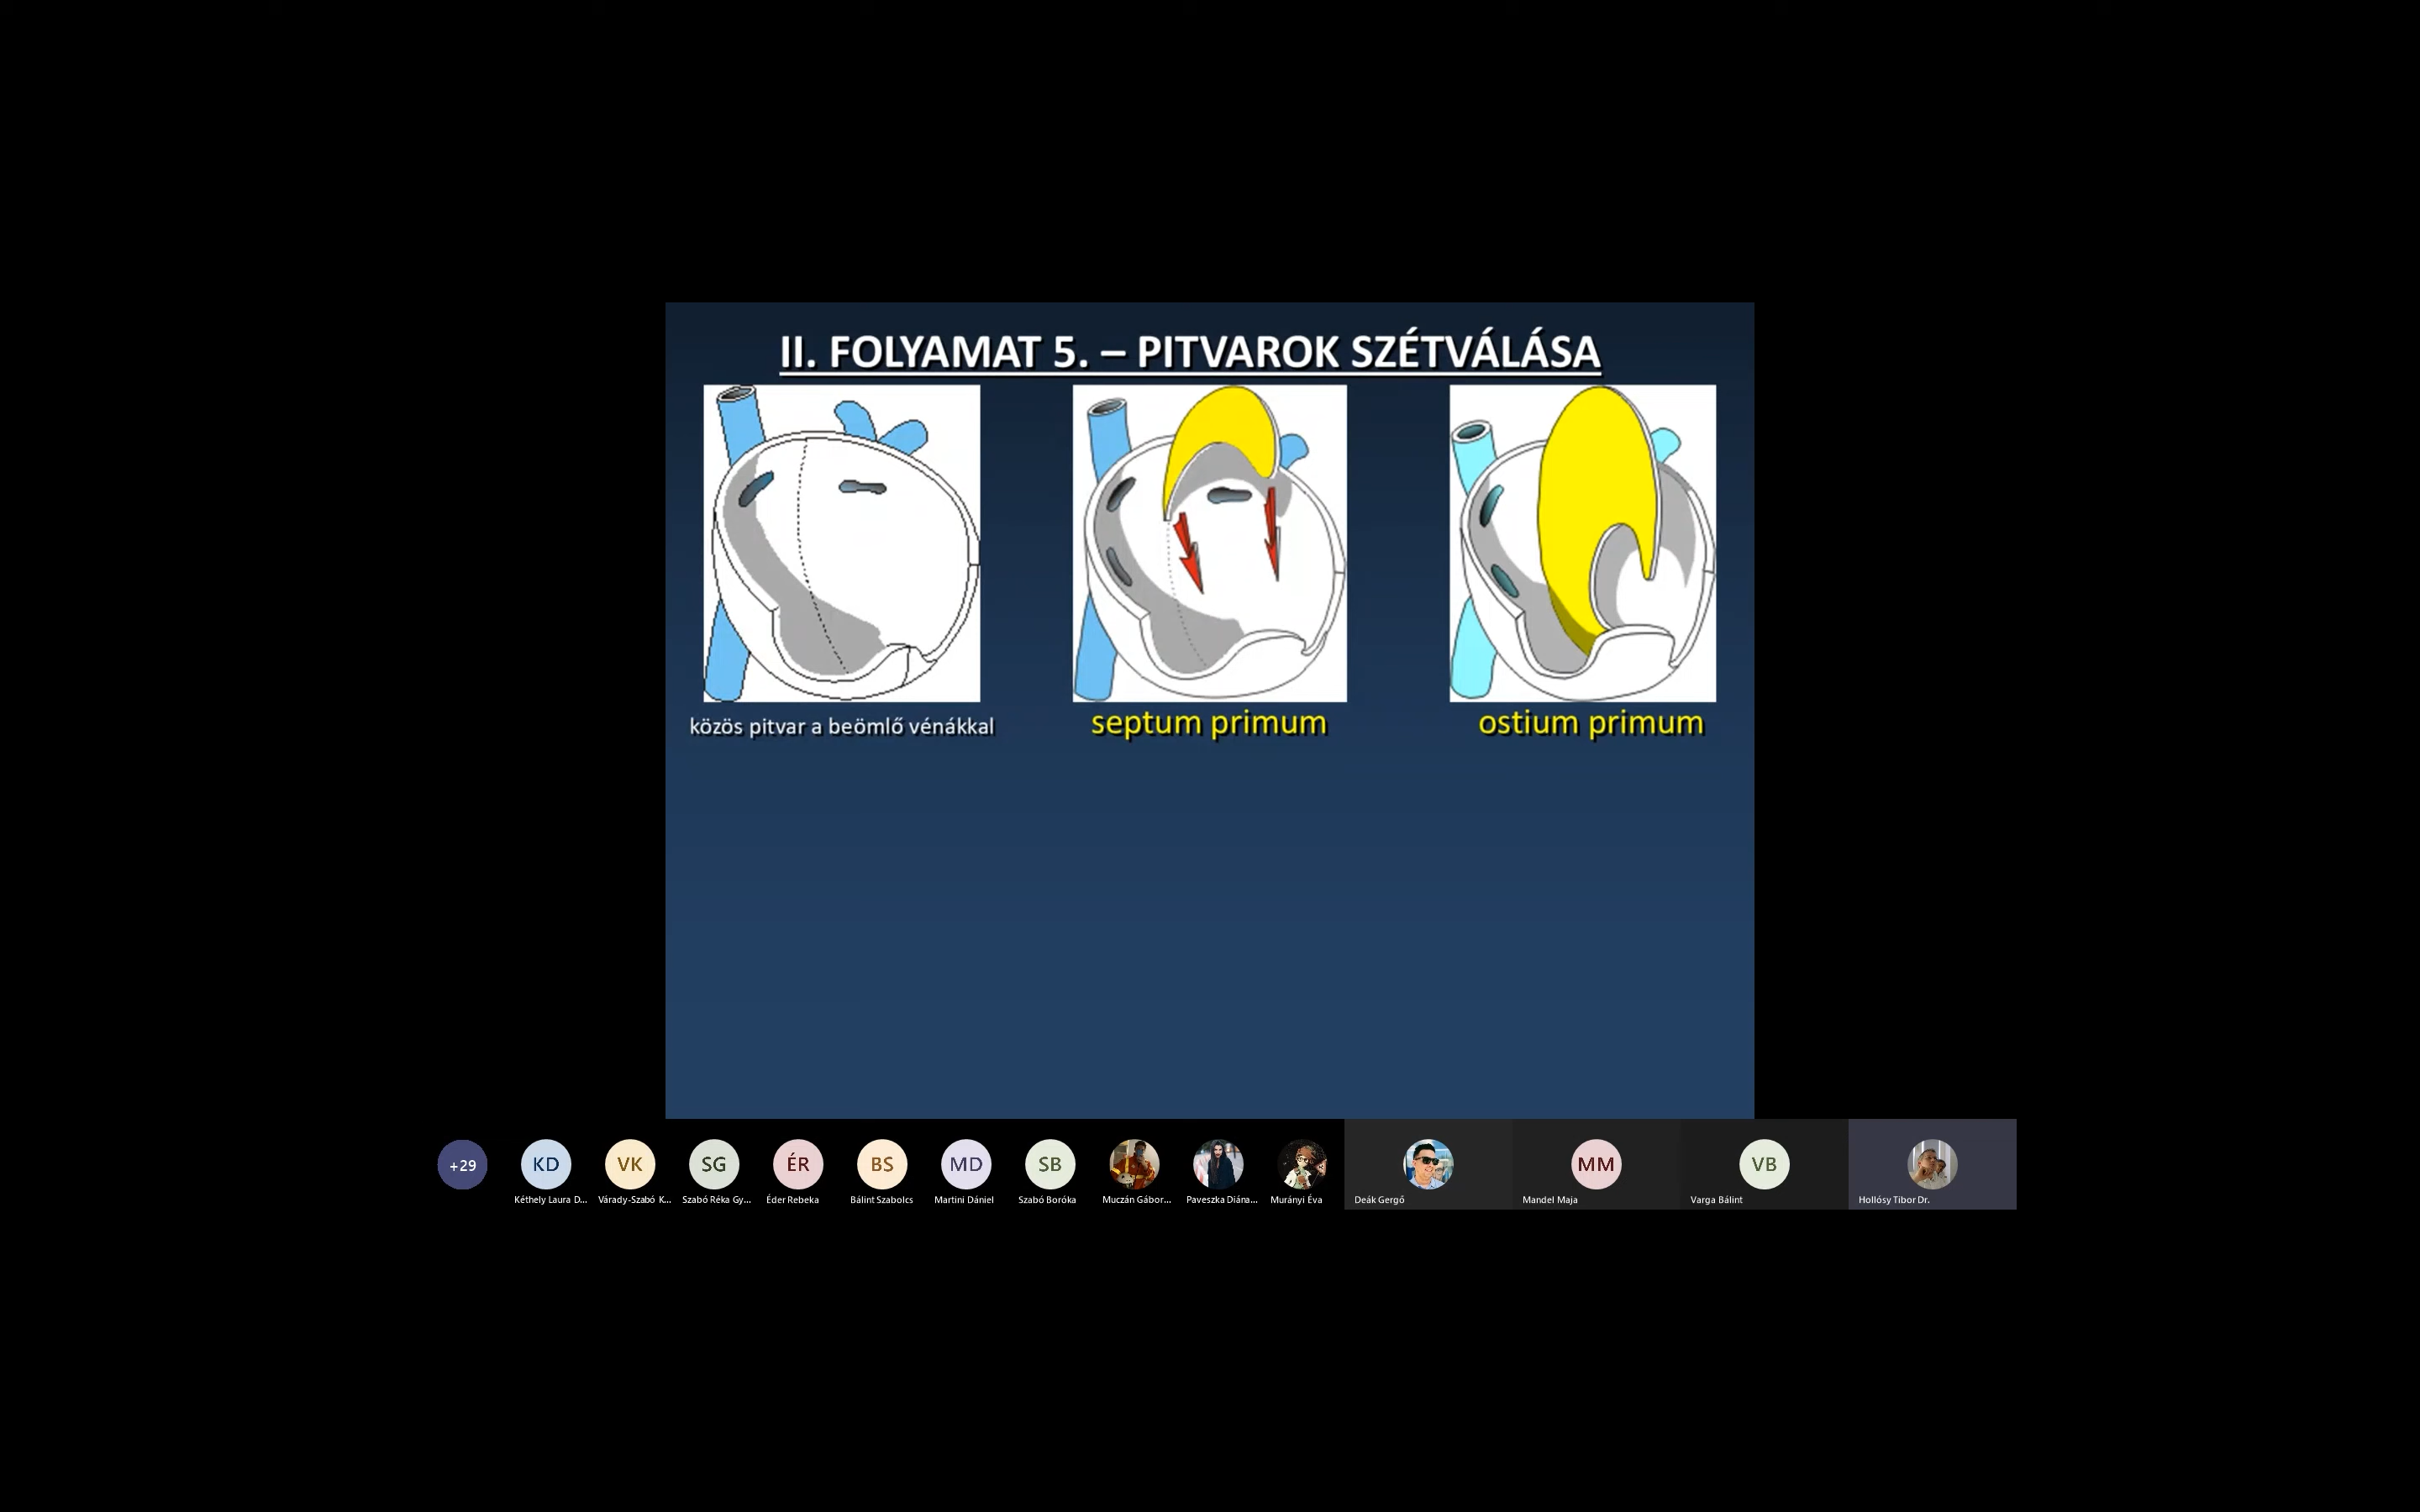 II. FOLYAMAT 5. – PITVAROK SZÉTVÁLÁSA
közös pitvar a beömlő vénákkal
septum primum
ostium primum
+29
KD
VK
SG
ÉR
BS
MD
SB
MM
VB
Kéthely Laura D...
Várady-Szabó K...
Szabó Réka Gy...
Éder Rebeka
Bálint Szabolcs
Martini Dániel
Szabó Boróka
Muczán Gábor...
Paveszka Diána...
Murányi Éva
Deák Gergő
Mandel Maja
Varga Bálint
Hollósy Tibor Dr.